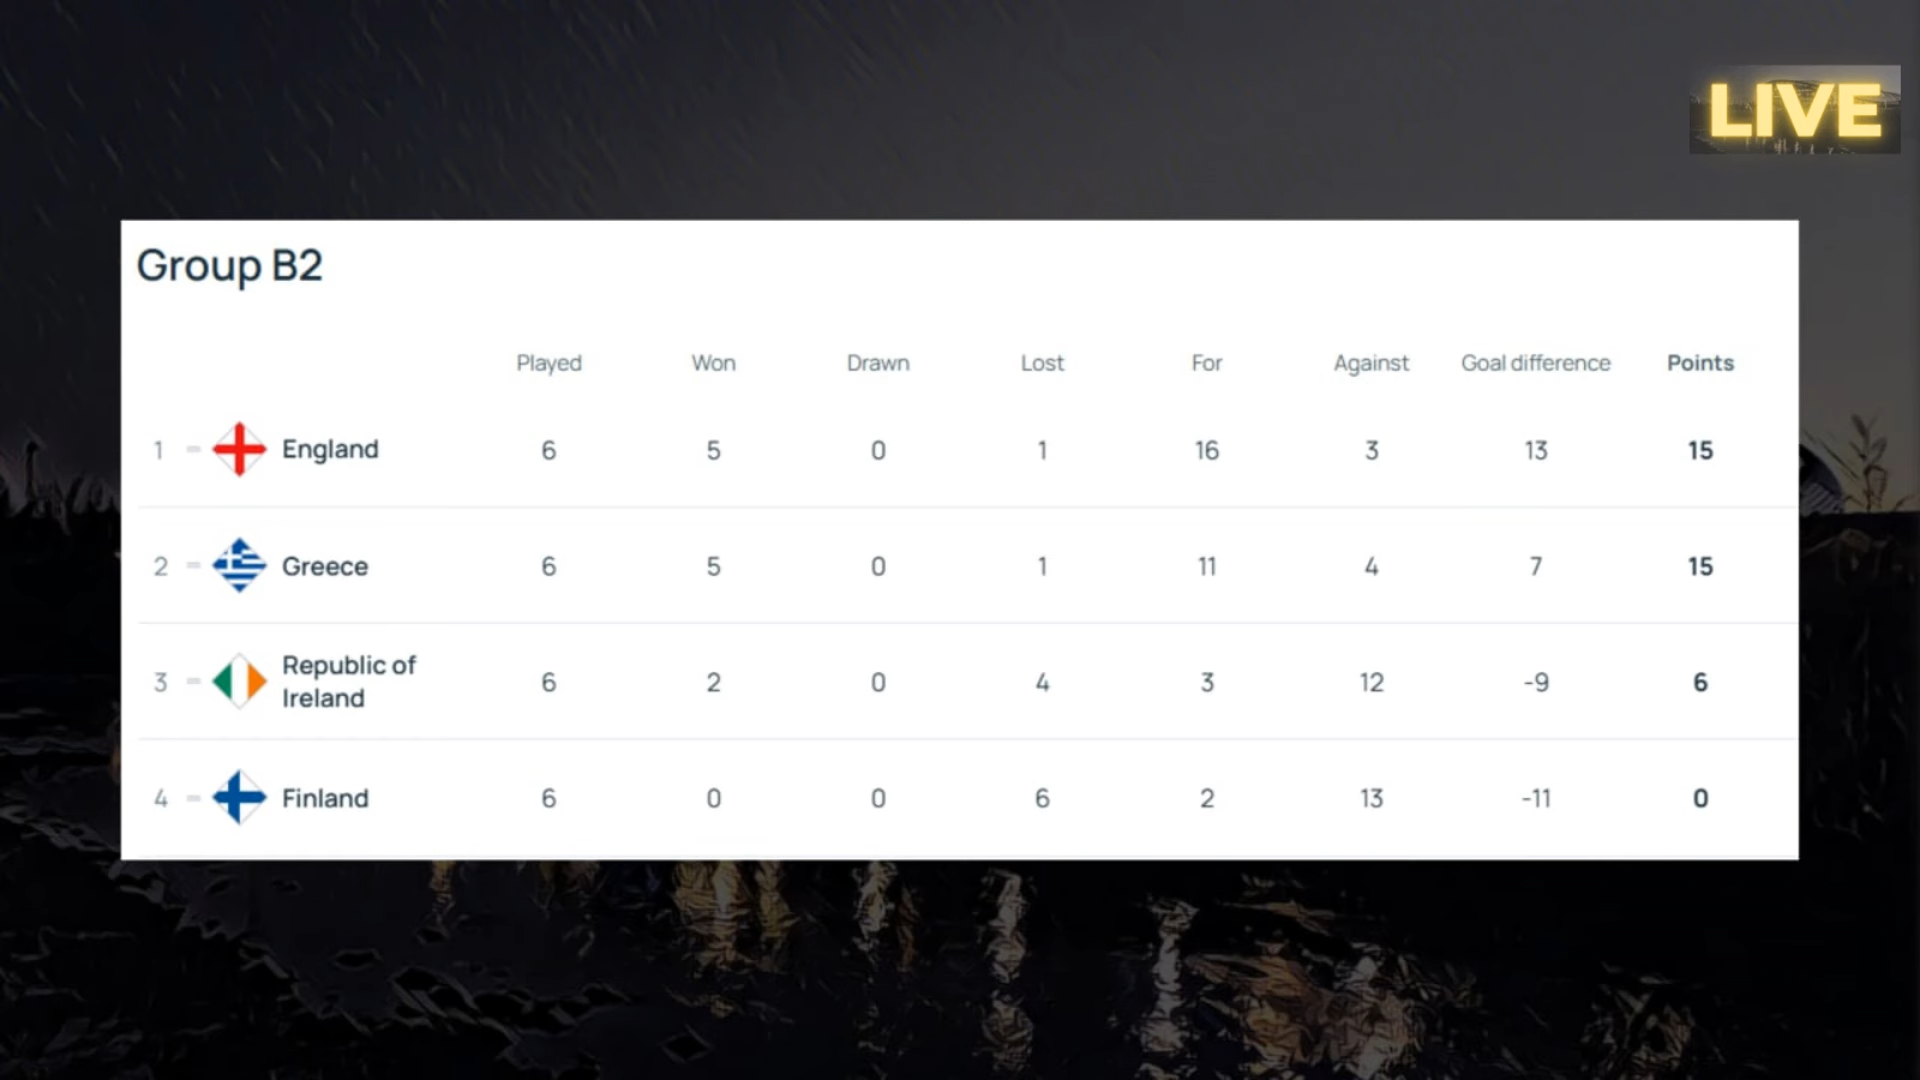 LIVE
Group B2
Played Won Drawn Lost For Against Goal difference Points
1 England 6 5 0 1 16 3 13 15
2 Greece 6 5 0 1 11 4 7 15
3 Republic of
Ireland 6 2 0 4 3 12 -9 6
4 Finland 6 0 0 6 2 13 -11 0